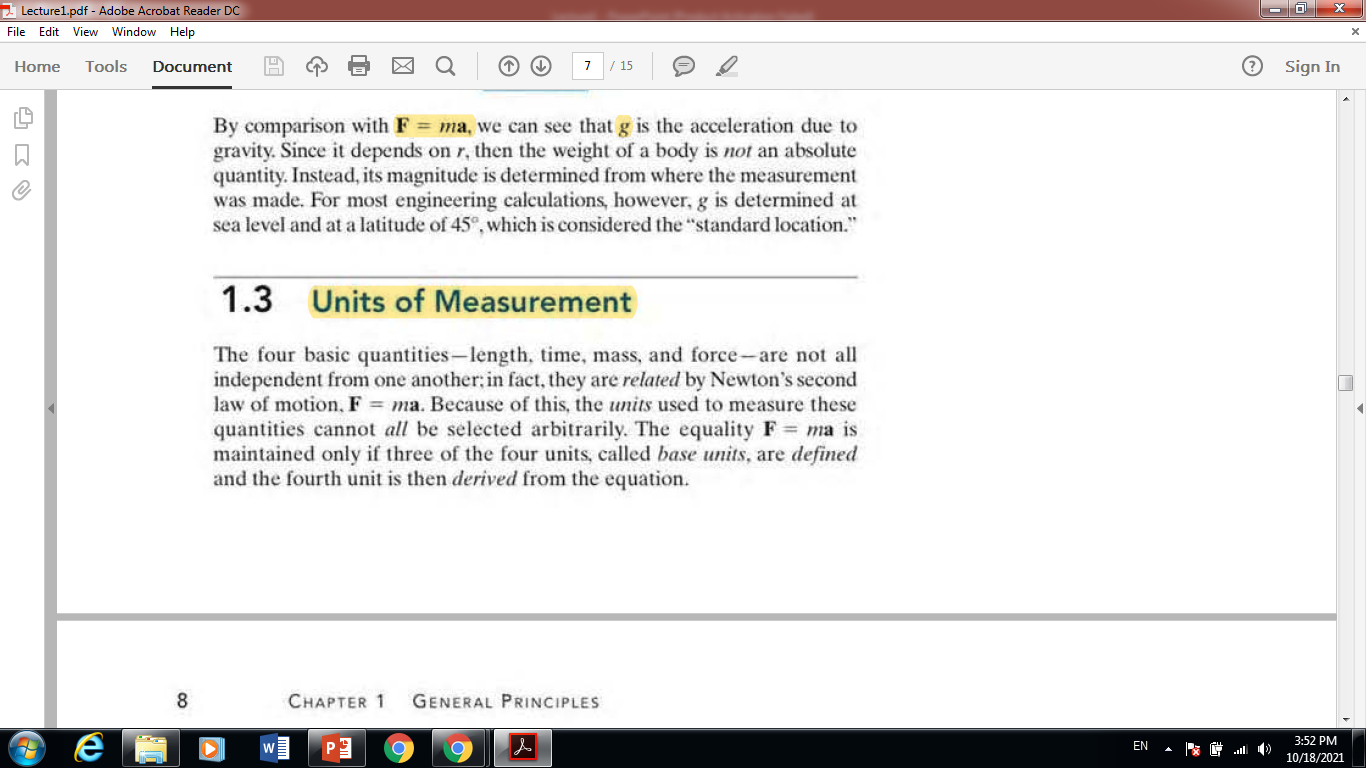 Lecture1.pdf - Adobe Acrobat Reader DC
File Edit View Window Help
Home Tools Document 7 / 15 Sign In
By comparison with F = ma, we can see that g is the acceleration due to
gravity. Since it depends on r, then the weight of a body is not an absolute
quantity. Instead, its magnitude is determined from where the measurement
was made. For most engineering calculations, however, g is determined at
sea level and at a latitude of 45°, which is considered the “standard location.”
1.3 Units of Measurement
The four basic quantities—length, time, mass, and force—are not all
independent from one another; in fact, they are related by Newton’s second
law of motion, F = ma. Because of this, the units used to measure these
quantities cannot all be selected arbitrarily. The equality F = ma is
maintained only if three of the four units, called base units, are defined
and the fourth unit is then derived from the equation.
8 CHAPTER 1 GENERAL PRINCIPLES
EN
3:52 PM
10/18/2021